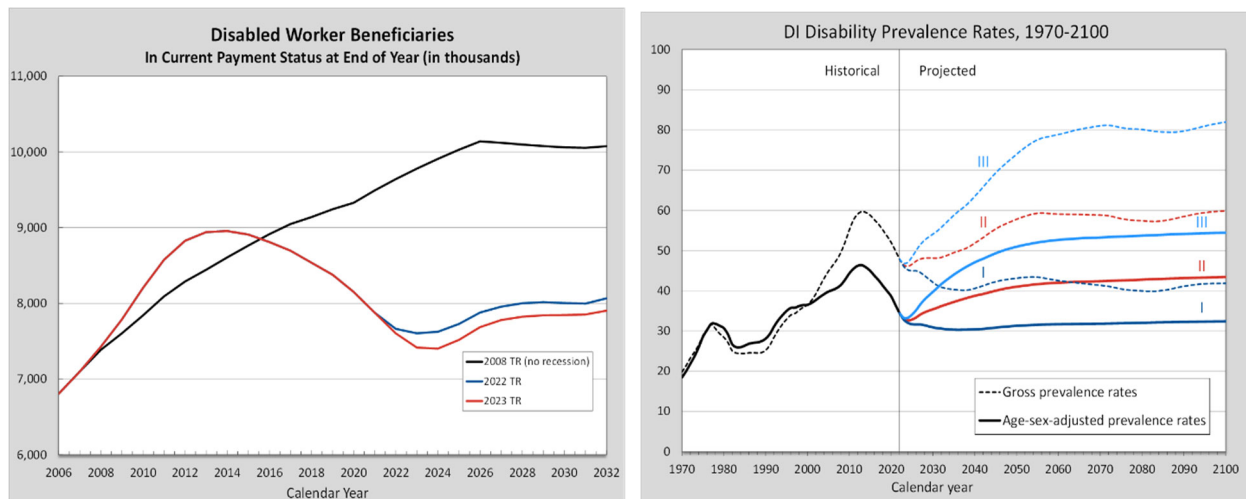 Disabled Worker Beneficiaries
In Current Payment Status at End of Year (in thousands)
11,000
10,000
9,000
8,000
7,000
6,000
2008 TR (no recession)
2022 TR
2023 TR
2006 2008 2010 2012 2014 2016 2018 2020 2022 2024 2026 2028 2030 2032
Calendar Year
DI Disability Prevalence Rates, 1970-2100
100
90
80
70
60
50
40
30
20
10
0
Historical Projected
III
II
I
III
II
I
Gross prevalence rates
Age-sex-adjusted prevalence rates
1970 1980 1990 2000 2010 2020 2030 2040 2050 2060 2070 2080 2090 2100
Calendar year